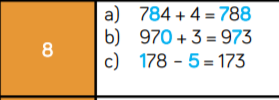 8
a) 784 + 4 = 788
b) 970 + 3 = 973
c) 178 - 5 = 173